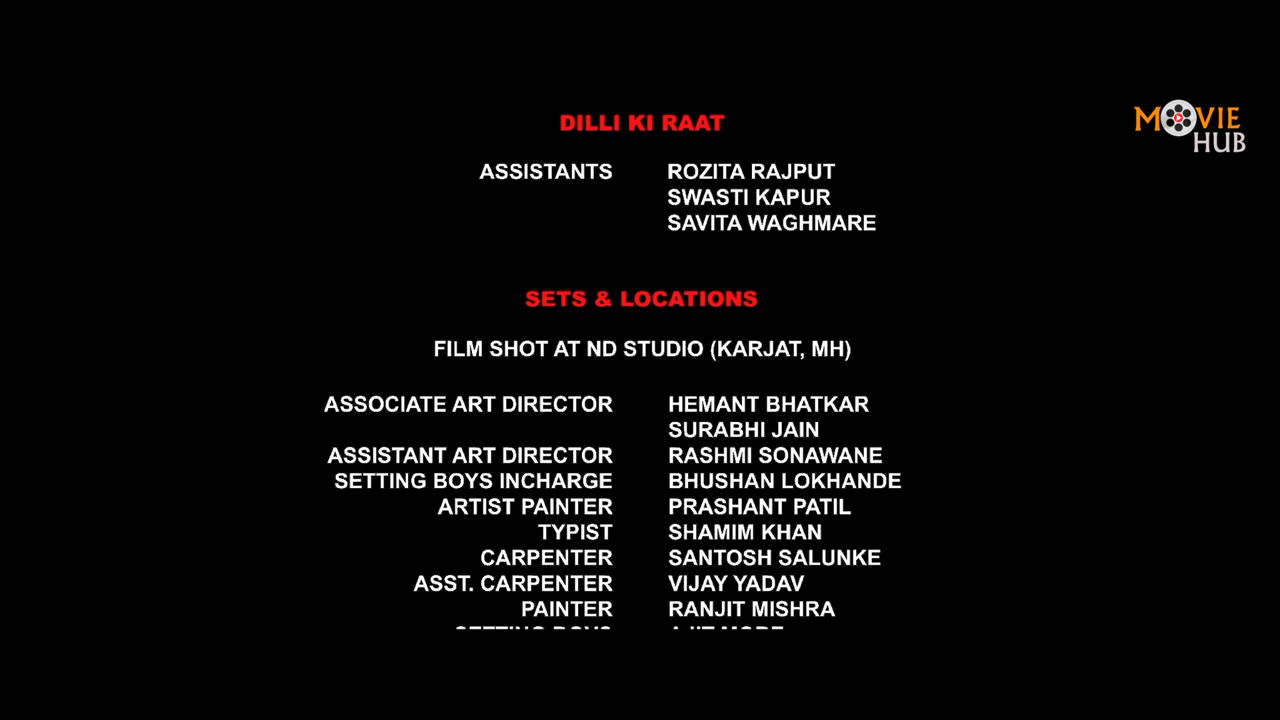 DILLI KI RAAT
MOVIE
HUB
ASSISTANTS ROZITA RAJPUT
SWASTI KAPUR
SAVITA WAGHMARE
SETS & LOCATIONS
FILM SHOT AT ND STUDIO (KARJAT, MH)
ASSOCIATE ART DIRECTOR HEMANT BHATKAR
SURABHI JAIN
ASSISTANT ART DIRECTOR RASHMI SONAWANE
SETTING BOYS INCHARGE BHUSHAN LOKHANDE
ARTIST PAINTER PRASHANT PATIL
TYPIST SHAMIM KHAN
CARPENTER SANTOSH SALUNKE
ASST. CARPENTER VIJAY YADAV
PAINTER RANJIT MISHRA